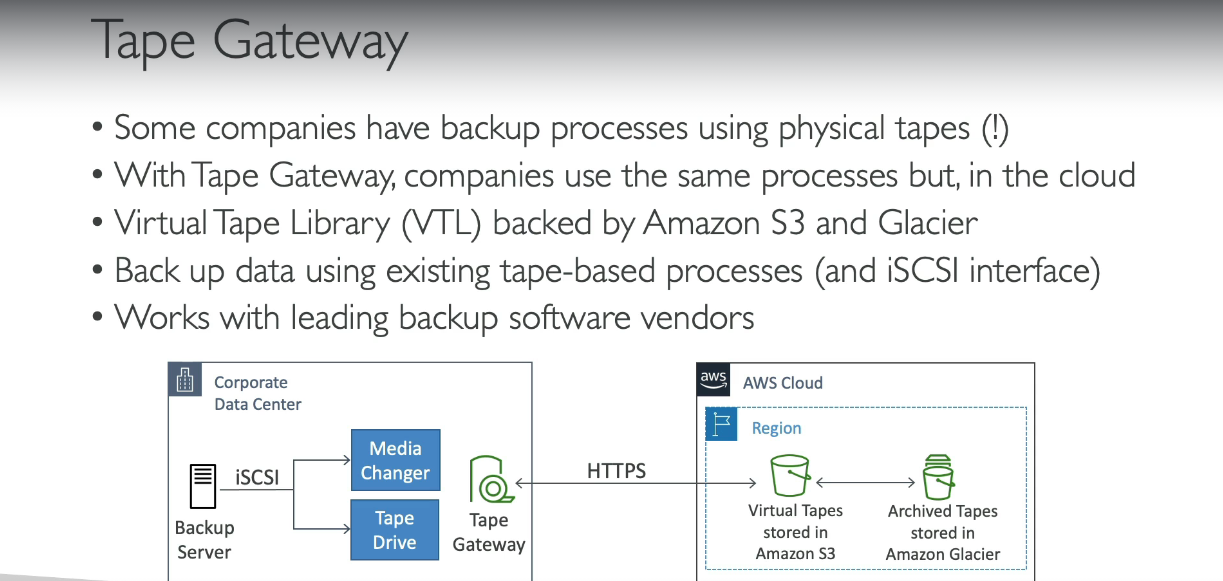 Tape Gateway
• Some companies have backup processes using physical tapes (!)
• With Tape Gateway, companies use the same processes but, in the cloud
• Virtual Tape Library (VTL) backed by Amazon S3 and Glacier
• Back up data using existing tape-based processes (and iSCSI interface)
• Works with leading backup software vendors
Corporate
Data Center
iSCSI
Backup
Server
Media
Changer
Tape
Drive
Tape
Gateway
HTTPS
aws
AWS Cloud
Region
Virtual Tapes
stored in
Amazon S3
Archived Tapes
stored in
Amazon Glacier